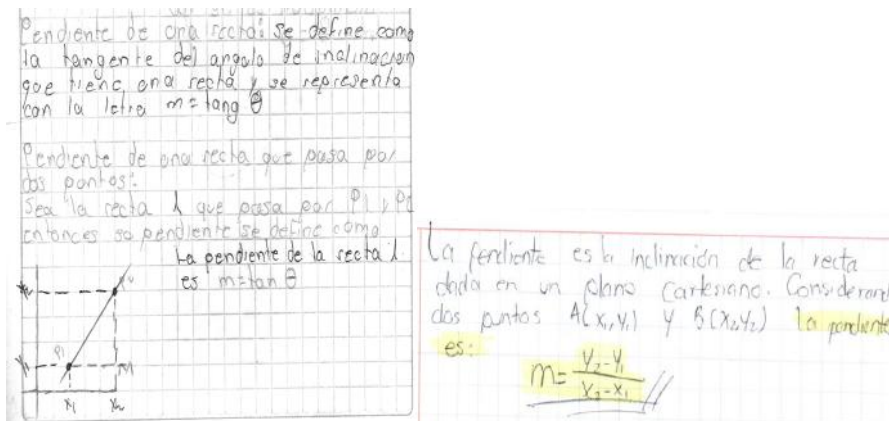 Pendiente de una recta: se define como
la tangente del angulo de inclinacion
que tiene una recta y se representa
con la letra m = tang θ
Pendiente de una recta que pasa por
dos pontos:
Sea la recta l que pasa por P1 y P2
entonces so pendiente se define como
La pendiente de la recta l.
es m = tan θ
P1
x1 x2
La pendiente es la inclinación de la recta
dada en un plano cartesiano. Considerand
dos puntos A(x1,y1) y B(x2,y2) la pendiente
es:
m = y2-y1
x2-x1